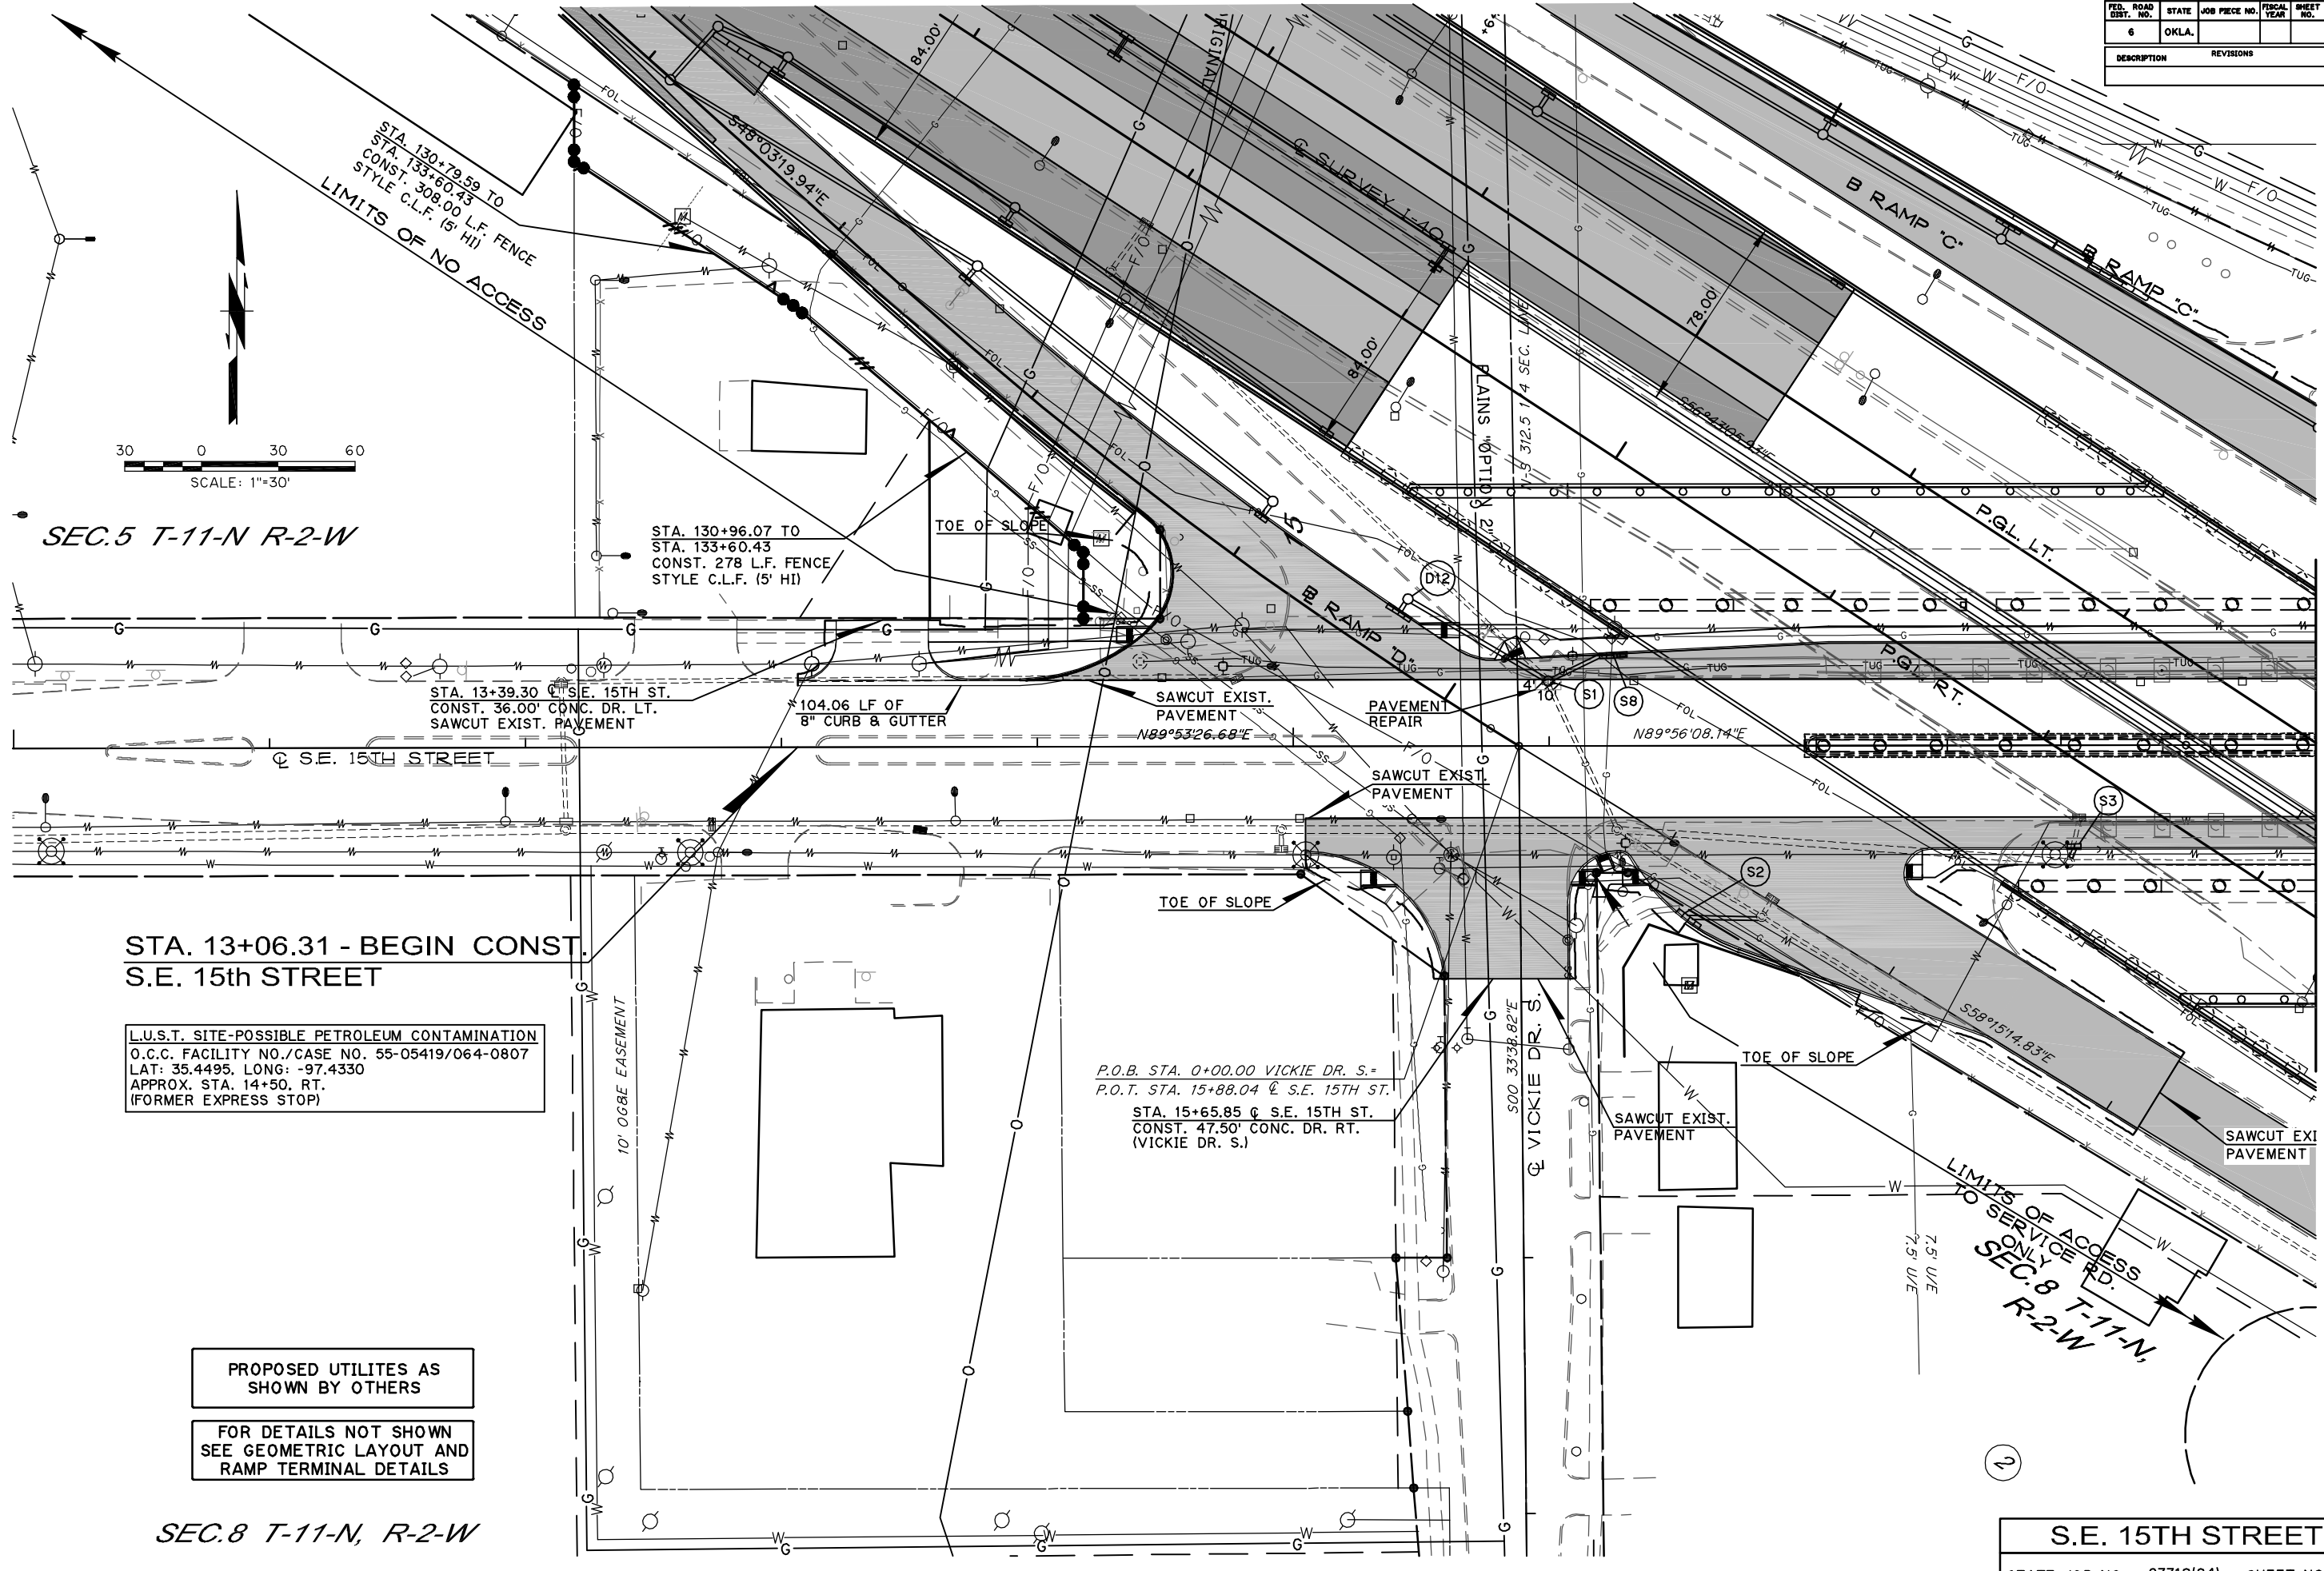 FED. ROAD DIST. NO.
STATE
JOB PIECE NO.
FISCAL YEAR
SHEET NO.
6
OKLA.
DESCRIPTION
REVISIONS
84.00'
S48°03'19.94"E
STA. 130+79.59 TO
STA. 133+60.43
CONST. 308.00 L.F. FENCE
STYLE C.L.F. (5' HI)
LIMITS OF NO ACCESS
℄ SURVEY I-40
B RAMP "C"
B RAMP "C"
78.00'
84.00'
PLAINS "OPTION 2"
30 0 30 60
SCALE: 1"=30'
SEC.5 T-11-N R-2-W
STA. 130+96.07 TO
STA. 133+60.43
CONST. 278 L.F. FENCE
STYLE C.L.F. (5' HI)
TOE OF SLOPE
P.G.L. LT.
P.G.L. RT.
D12
℄ RAMP "D"
S1
S8
STA. 13+39.30 ℄ S.E. 15TH ST.
CONST. 36.00' CONC. DR. LT.
SAWCUT EXIST. PAVEMENT
104.06 LF OF
8" CURB & GUTTER
SAWCUT EXIST.
PAVEMENT
N89°53'26.68"E
PAVEMENT
REPAIR
4'
10'
N89°56'08.14"E
℄ S.E. 15TH STREET
SAWCUT EXIST.
PAVEMENT
S3
S2
TOE OF SLOPE
STA. 13+06.31 - BEGIN CONST.
S.E. 15th STREET
L.U.S.T. SITE-POSSIBLE PETROLEUM CONTAMINATION
O.C.C. FACILITY NO./CASE NO. 55-05419/064-0807
LAT: 35.4495, LONG: -97.4330
APPROX. STA. 14+50, RT.
(FORMER EXPRESS STOP)
10' OG&E EASEMENT
P.O.B. STA. 0+00.00 VICKIE DR. S.=
P.O.T. STA. 15+88.04 ℄ S.E. 15TH ST.
STA. 15+65.85 ℄ S.E. 15TH ST.
CONST. 47.50' CONC. DR. RT.
(VICKIE DR. S.)
S00°33'38.82"E
℄ VICKIE DR. S.
SAWCUT EXIST.
PAVEMENT
TOE OF SLOPE
S58°15'14.83"E
SAWCUT EXI
PAVEMENT
LIMITS OF ACCESS
TO SERVICE RD.
ONLY
7.5' U/E
7.5' U/E
SEC.8 T-11-N,
R-2-W
PROPOSED UTILITES AS
SHOWN BY OTHERS
FOR DETAILS NOT SHOWN
SEE GEOMETRIC LAYOUT AND
RAMP TERMINAL DETAILS
SEC.8 T-11-N, R-2-W
2
S.E. 15TH STREET